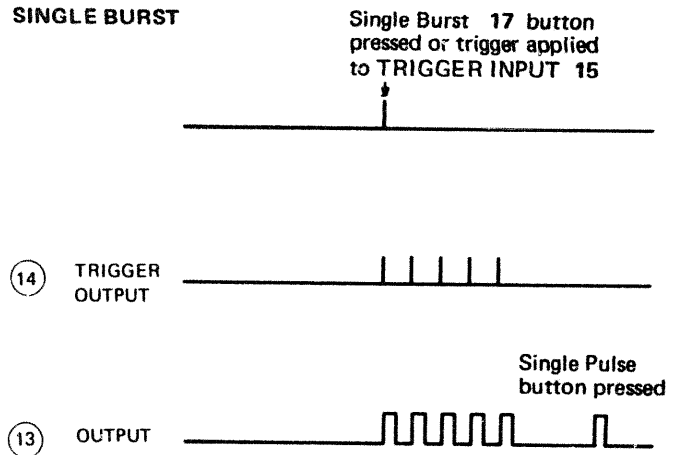 SINGLE BURST
Single Burst 17 button
pressed or trigger applied
to TRIGGER INPUT 15
14 TRIGGER
OUTPUT
Single Pulse
button pressed
13 OUTPUT